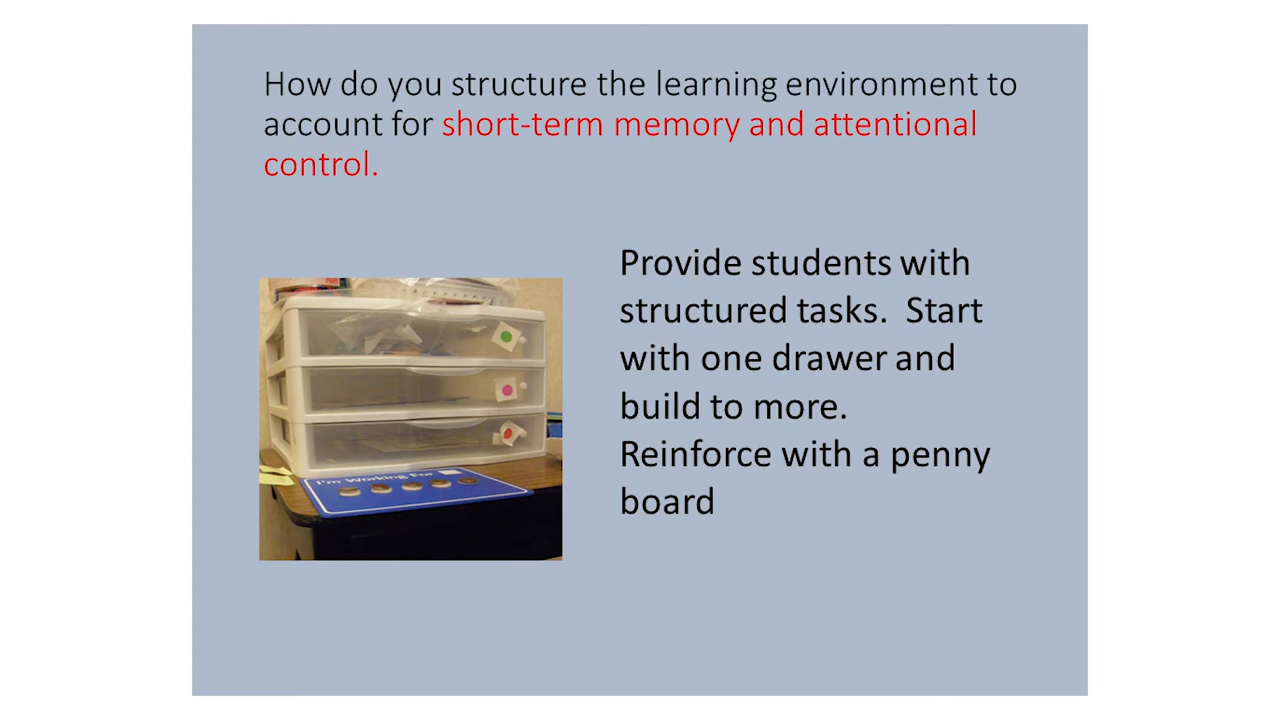 How do you structure the learning environment to
account for short-term memory and attentional
control.
Provide students with
structured tasks.  Start
with one drawer and
build to more.
Reinforce with a penny
board
I'm Working For